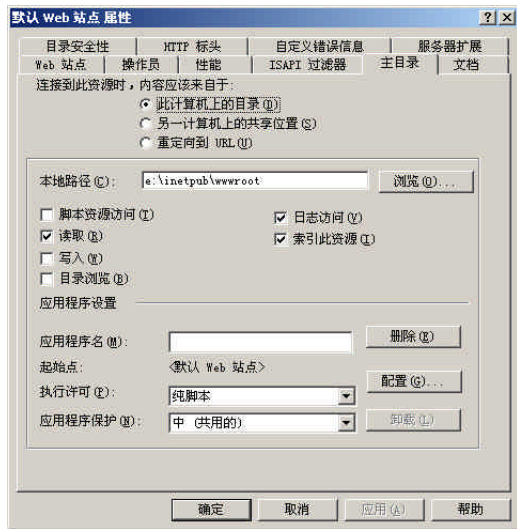 默认 Web 站点 属性
目录安全性 HTTP 标头 自定义错误信息 服务器扩展
Web 站点 操作员 性能 ISAPI 过滤器 主目录 文档
连接到此资源时，内容应该来自于:
此计算机上的目录(D)
另一计算机上的共享位置(S)
重定向到 URL(U)
本地路径(C): e:\inetpub\wwwroot 浏览(O)...
脚本资源访问(T) 日志访问(V)
读取(R) 索引此资源(I)
写入(W)
目录浏览(B)
应用程序设置
应用程序名(M): 删除(E)
起始点: <默认 Web 站点>
配置(G)...
执行许可(P): 纯脚本
应用程序保护(N): 中 (共用的) 卸载(L)
确定 取消 应用(A) 帮助